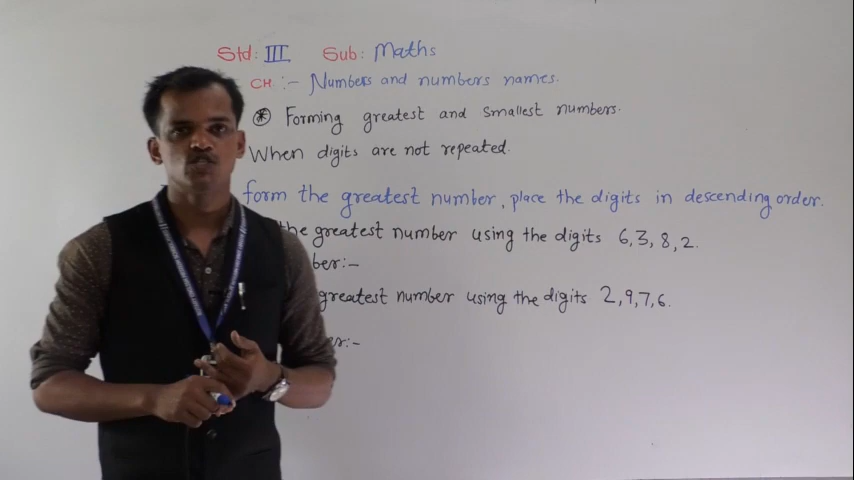 Std: III Sub: Maths
CH :- Numbers and numbers names.
* Forming greatest and smallest numbers.
When digits are not repeated.
form the greatest number, place the digits in descending order.
the greatest number using the digits 6, 3, 8, 2.
ber:-
greatest number using the digits 2, 9, 7, 6.
er:-